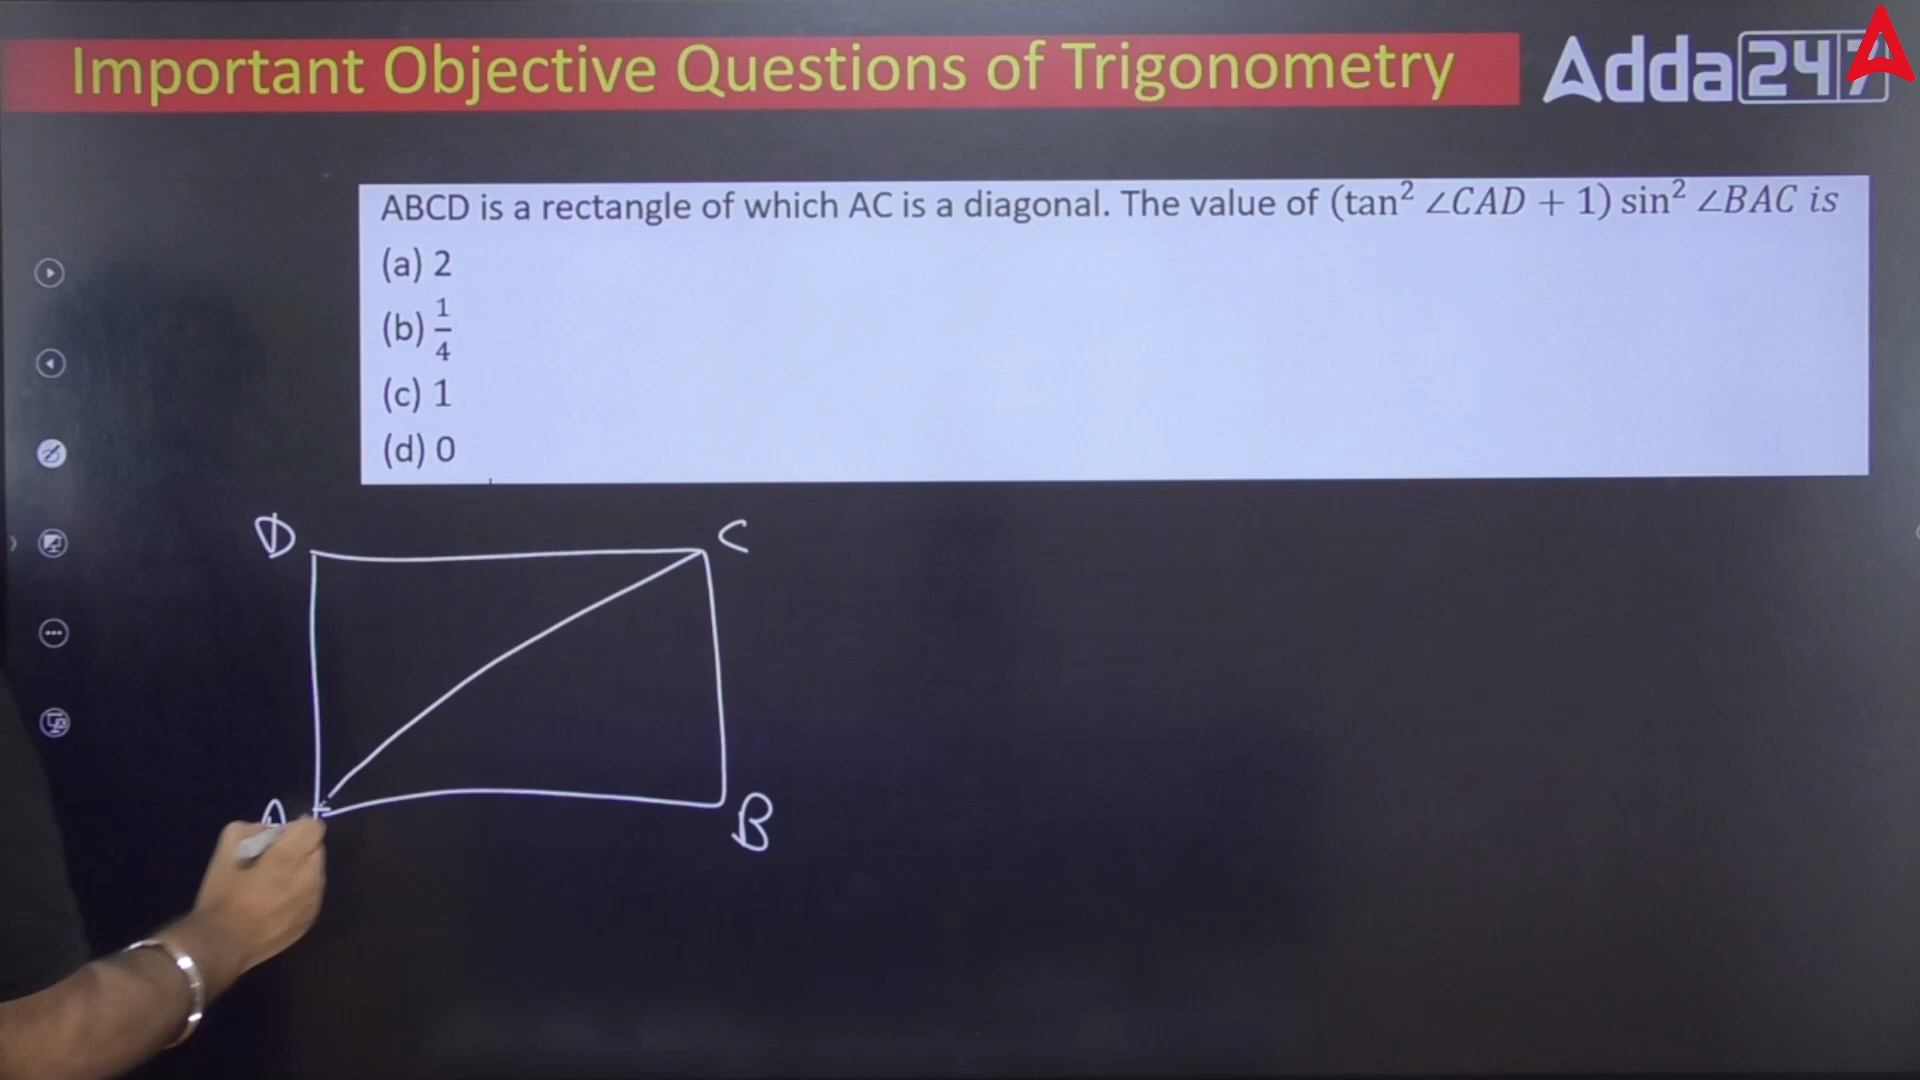 Important Objective Questions of Trigonometry
Adda247
ABCD is a rectangle of which AC is a diagonal. The value of (tan² ∠CAD + 1) sin² ∠BAC is
(a) 2
(b) 1/4
(c) 1
(d) 0
D C
A B